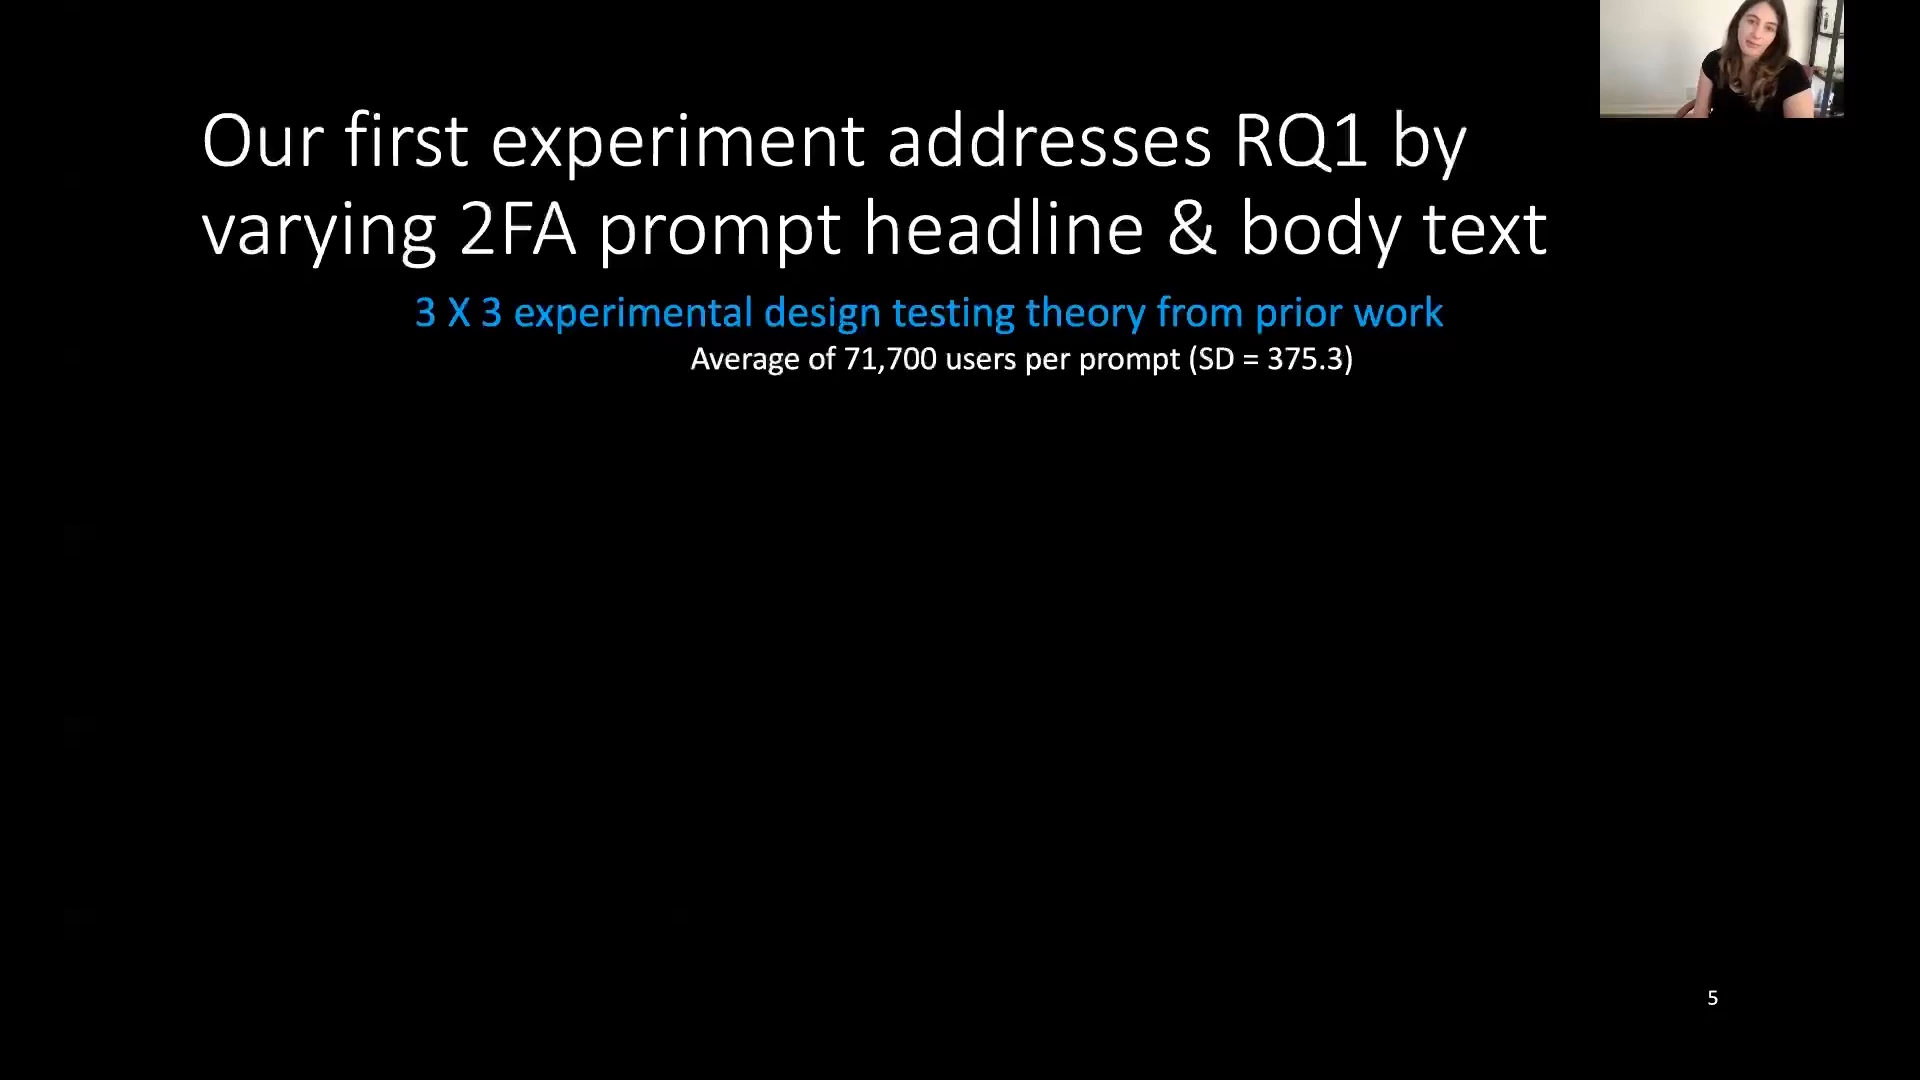 Our first experiment addresses RQ1 by
varying 2FA prompt headline & body text
3 X 3 experimental design testing theory from prior work
Average of 71,700 users per prompt (SD = 375.3)
5